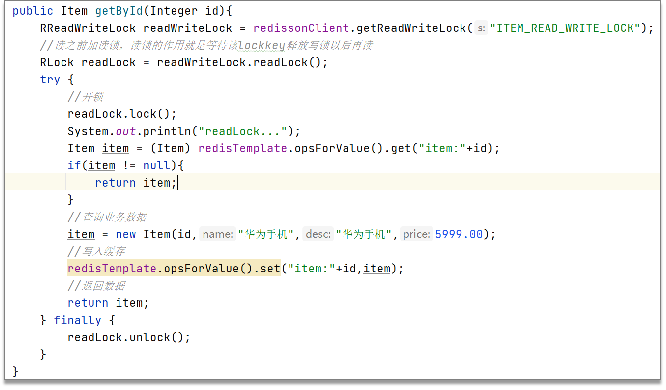 public Item getById(Integer id){
RReadWriteLock readWriteLock = redissonClient.getReadWriteLock( s: "ITEM_READ_WRITE_LOCK");
//读之前加读锁，读锁的作用就是等待该lockkey释放写锁以后再读
RLock readLock = readWriteLock.readLock();
try {
//开锁
readLock.lock();
System.out.println("readLock...");
Item item = (Item) redisTemplate.opsForValue().get("item:"+id);
if(item != null){
return item;
}
//查询业务数据
item = new Item(id, name: "华为手机", desc: "华为手机", price: 5999.00);
//写入缓存
redisTemplate.opsForValue().set("item:"+id,item);
//返回数据
return item;
} finally {
readLock.unlock();
}
}